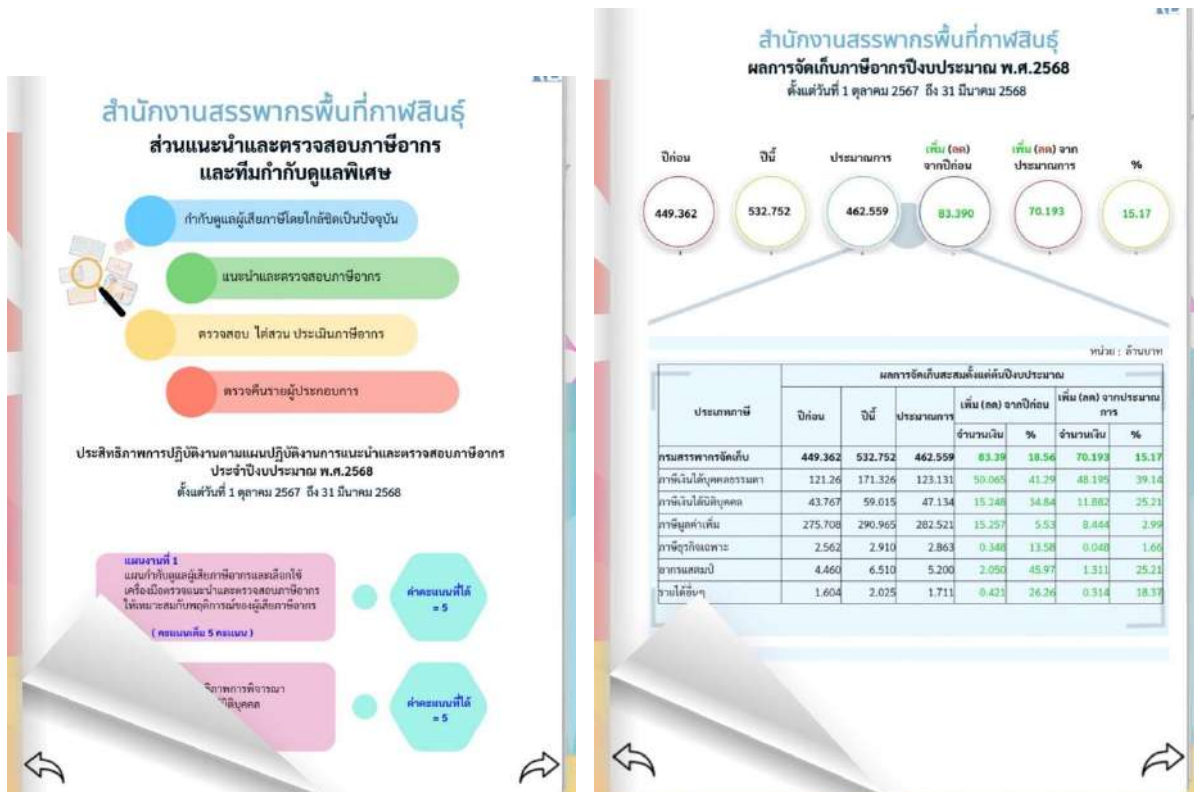 สำนักงานสรรพากรพื้นที่กาฬสินธุ์
ส่วนแนะนำและตรวจสอบภาษีอากร
และทีมกำกับดูแลพิเศษ
กำกับดูแลผู้เสียภาษีโดยใกล้ชิดเป็นปัจจุบัน
แนะนำและตรวจสอบภาษีอากร
ตรวจสอบ ไต่สวน ประเมินภาษีอากร
ตรวจคืนรายผู้ประกอบการ
ประสิทธิภาพการปฏิบัติงานตามแผนปฏิบัติงานการแนะนำและตรวจสอบภาษีอากร
ประจำปีงบประมาณ พ.ศ.2568
ตั้งแต่วันที่ 1 ตุลาคม 2567 ถึง 31 มีนาคม 2568
แผนงานที่ 1
แผนกำกับดูแลผู้เสียภาษีอากรและเลือกใช้
เครื่องมือตรวจแนะนำและตรวจสอบภาษีอากร
ให้เหมาะสมกับพฤติการณ์ของผู้เสียภาษีอากร
( คะแนนเต็ม 5 คะแนน )
ค่าคะแนนที่ได้
= 5
ภาพการพิจารณา
นิติบุคคล
ค่าคะแนนที่ได้
= 5
สำนักงานสรรพากรพื้นที่กาฬสินธุ์
ผลการจัดเก็บภาษีอากรปีงบประมาณ พ.ศ.2568
ตั้งแต่วันที่ 1 ตุลาคม 2567 ถึง 31 มีนาคม 2568
ปีก่อน ปีนี้ ประมาณการ เพิ่ม (ลด) จากปีก่อน เพิ่ม (ลด) จากประมาณการ %
449.362 532.752 462.559 83.390 70.193 15.17
หน่วย : ล้านบาท
ผลการจัดเก็บสะสมตั้งแต่ต้นปีงบประมาณ
ประเภทภาษี ปีก่อน ปีนี้ ประมาณการ เพิ่ม (ลด) จากปีก่อน เพิ่ม (ลด) จากประมาณการ
จำนวนเงิน % จำนวนเงิน %
กรมสรรพากรจัดเก็บ 449.362 532.752 462.559 83.39 18.56 70.193 15.17
ภาษีเงินได้บุคคลธรรมดา 121.26 171.326 123.131 50.065 41.29 48.195 39.14
ภาษีเงินได้นิติบุคคล 43.767 59.015 47.134 15.248 34.84 11.882 25.21
ภาษีมูลค่าเพิ่ม 275.708 290.965 282.521 15.257 5.53 8.444 2.99
ภาษีธุรกิจเฉพาะ 2.562 2.910 2.863 0.348 13.58 0.048 1.66
อากรแสตมป์ 4.460 6.510 5.200 2.050 45.97 1.311 25.21
รายได้อื่นๆ 1.604 2.025 1.711 0.421 26.26 0.314 18.37